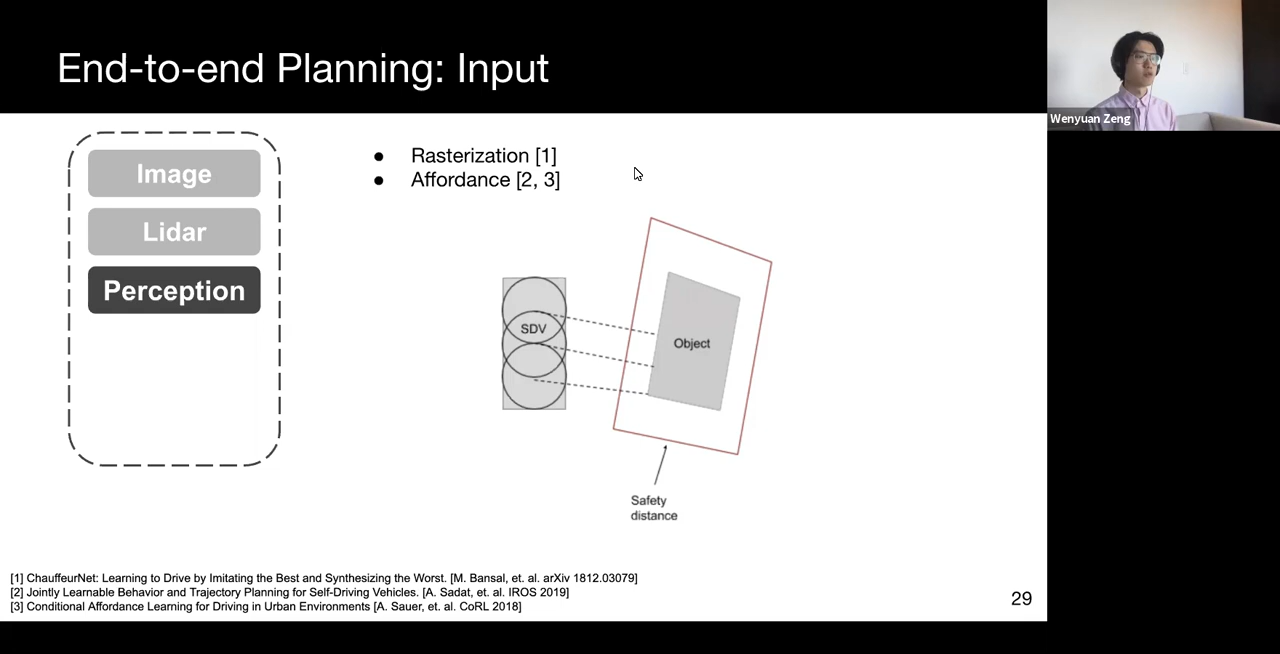 End-to-end Planning: Input
Wenyuan Zeng
Image
Lidar
Perception
● Rasterization [1]
● Affordance [2, 3]
SDV
Object
Safety
distance
[1] ChauffeurNet: Learning to Drive by Imitating the Best and Synthesizing the Worst. [M. Bansal, et. al. arXiv 1812.03079]
[2] Jointly Learnable Behavior and Trajectory Planning for Self-Driving Vehicles. [A. Sadat, et. al. IROS 2019]
[3] Conditional Affordance Learning for Driving in Urban Environments [A. Sauer, et. al. CoRL 2018]
29